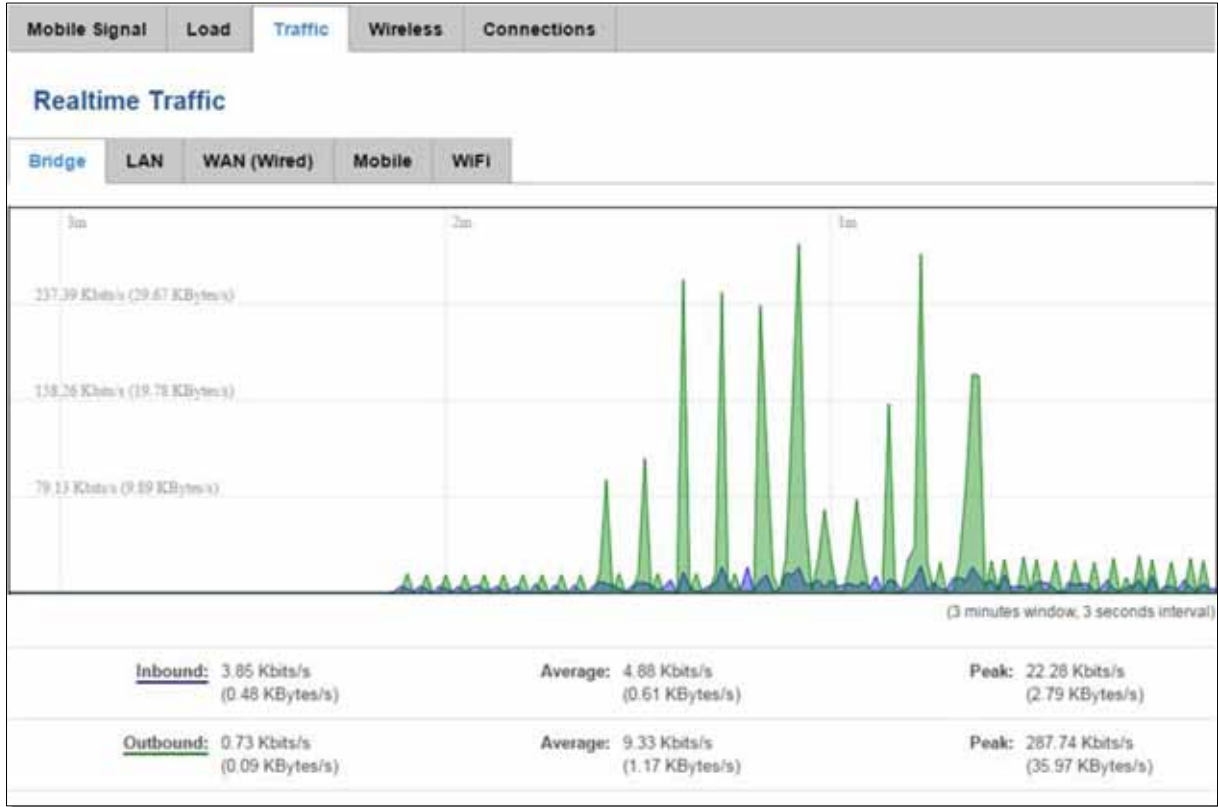 Mobile Signal Load Traffic Wireless Connections
Realtime Traffic
Bridge LAN WAN (Wired) Mobile WiFi
3m 2m 1m
237.39 Kbits/s (29.67 KBytes/s)
158.26 Kbits/s (19.78 KBytes/s)
79.13 Kbits/s (9.89 KBytes/s)
(3 minutes window, 3 seconds interval)
Inbound: 3.85 Kbits/s Average: 4.88 Kbits/s Peak: 22.28 Kbits/s
(0.48 KBytes/s) (0.61 KBytes/s) (2.79 KBytes/s)
Outbound: 0.73 Kbits/s Average: 9.33 Kbits/s Peak: 287.74 Kbits/s
(0.09 KBytes/s) (1.17 KBytes/s) (35.97 KBytes/s)